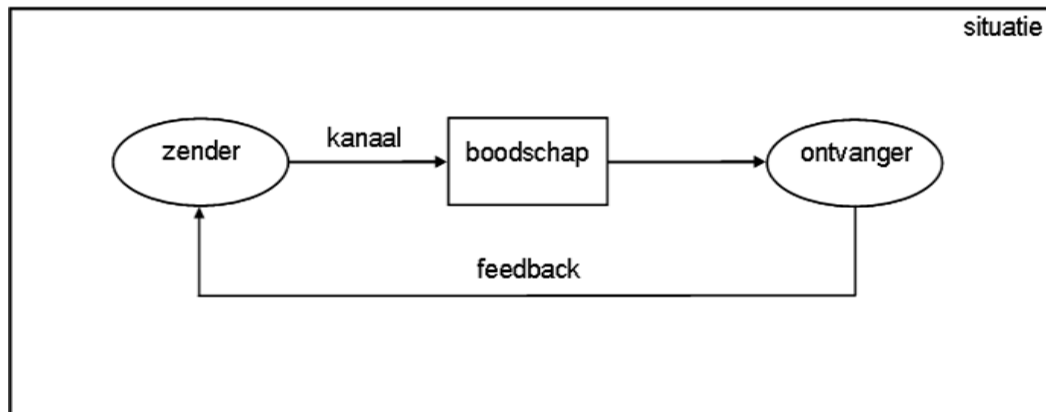 situatie
kanaal
zender
boodschap
ontvanger
feedback